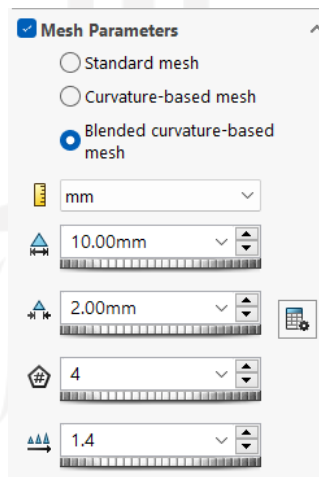 Mesh Parameters
Standard mesh
Curvature-based mesh
Blended curvature-based
mesh
mm
10.00mm
2.00mm
#
4
1.4